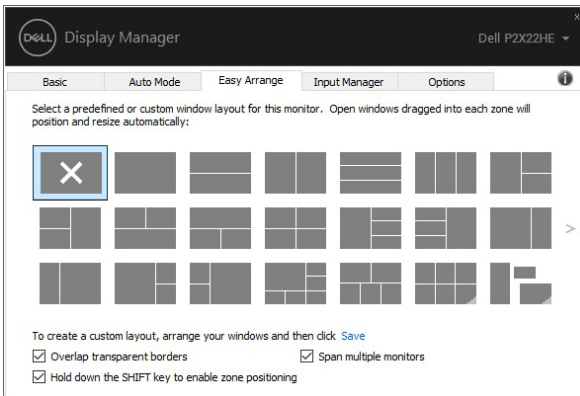 DELL Display Manager
Dell P2X22HE
Basic Auto Mode Easy Arrange Input Manager Options
Select a predefined or custom window layout for this monitor. Open windows dragged into each zone will
position and resize automatically:
To create a custom layout, arrange your windows and then click Save
Overlap transparent borders
Span multiple monitors
Hold down the SHIFT key to enable zone positioning